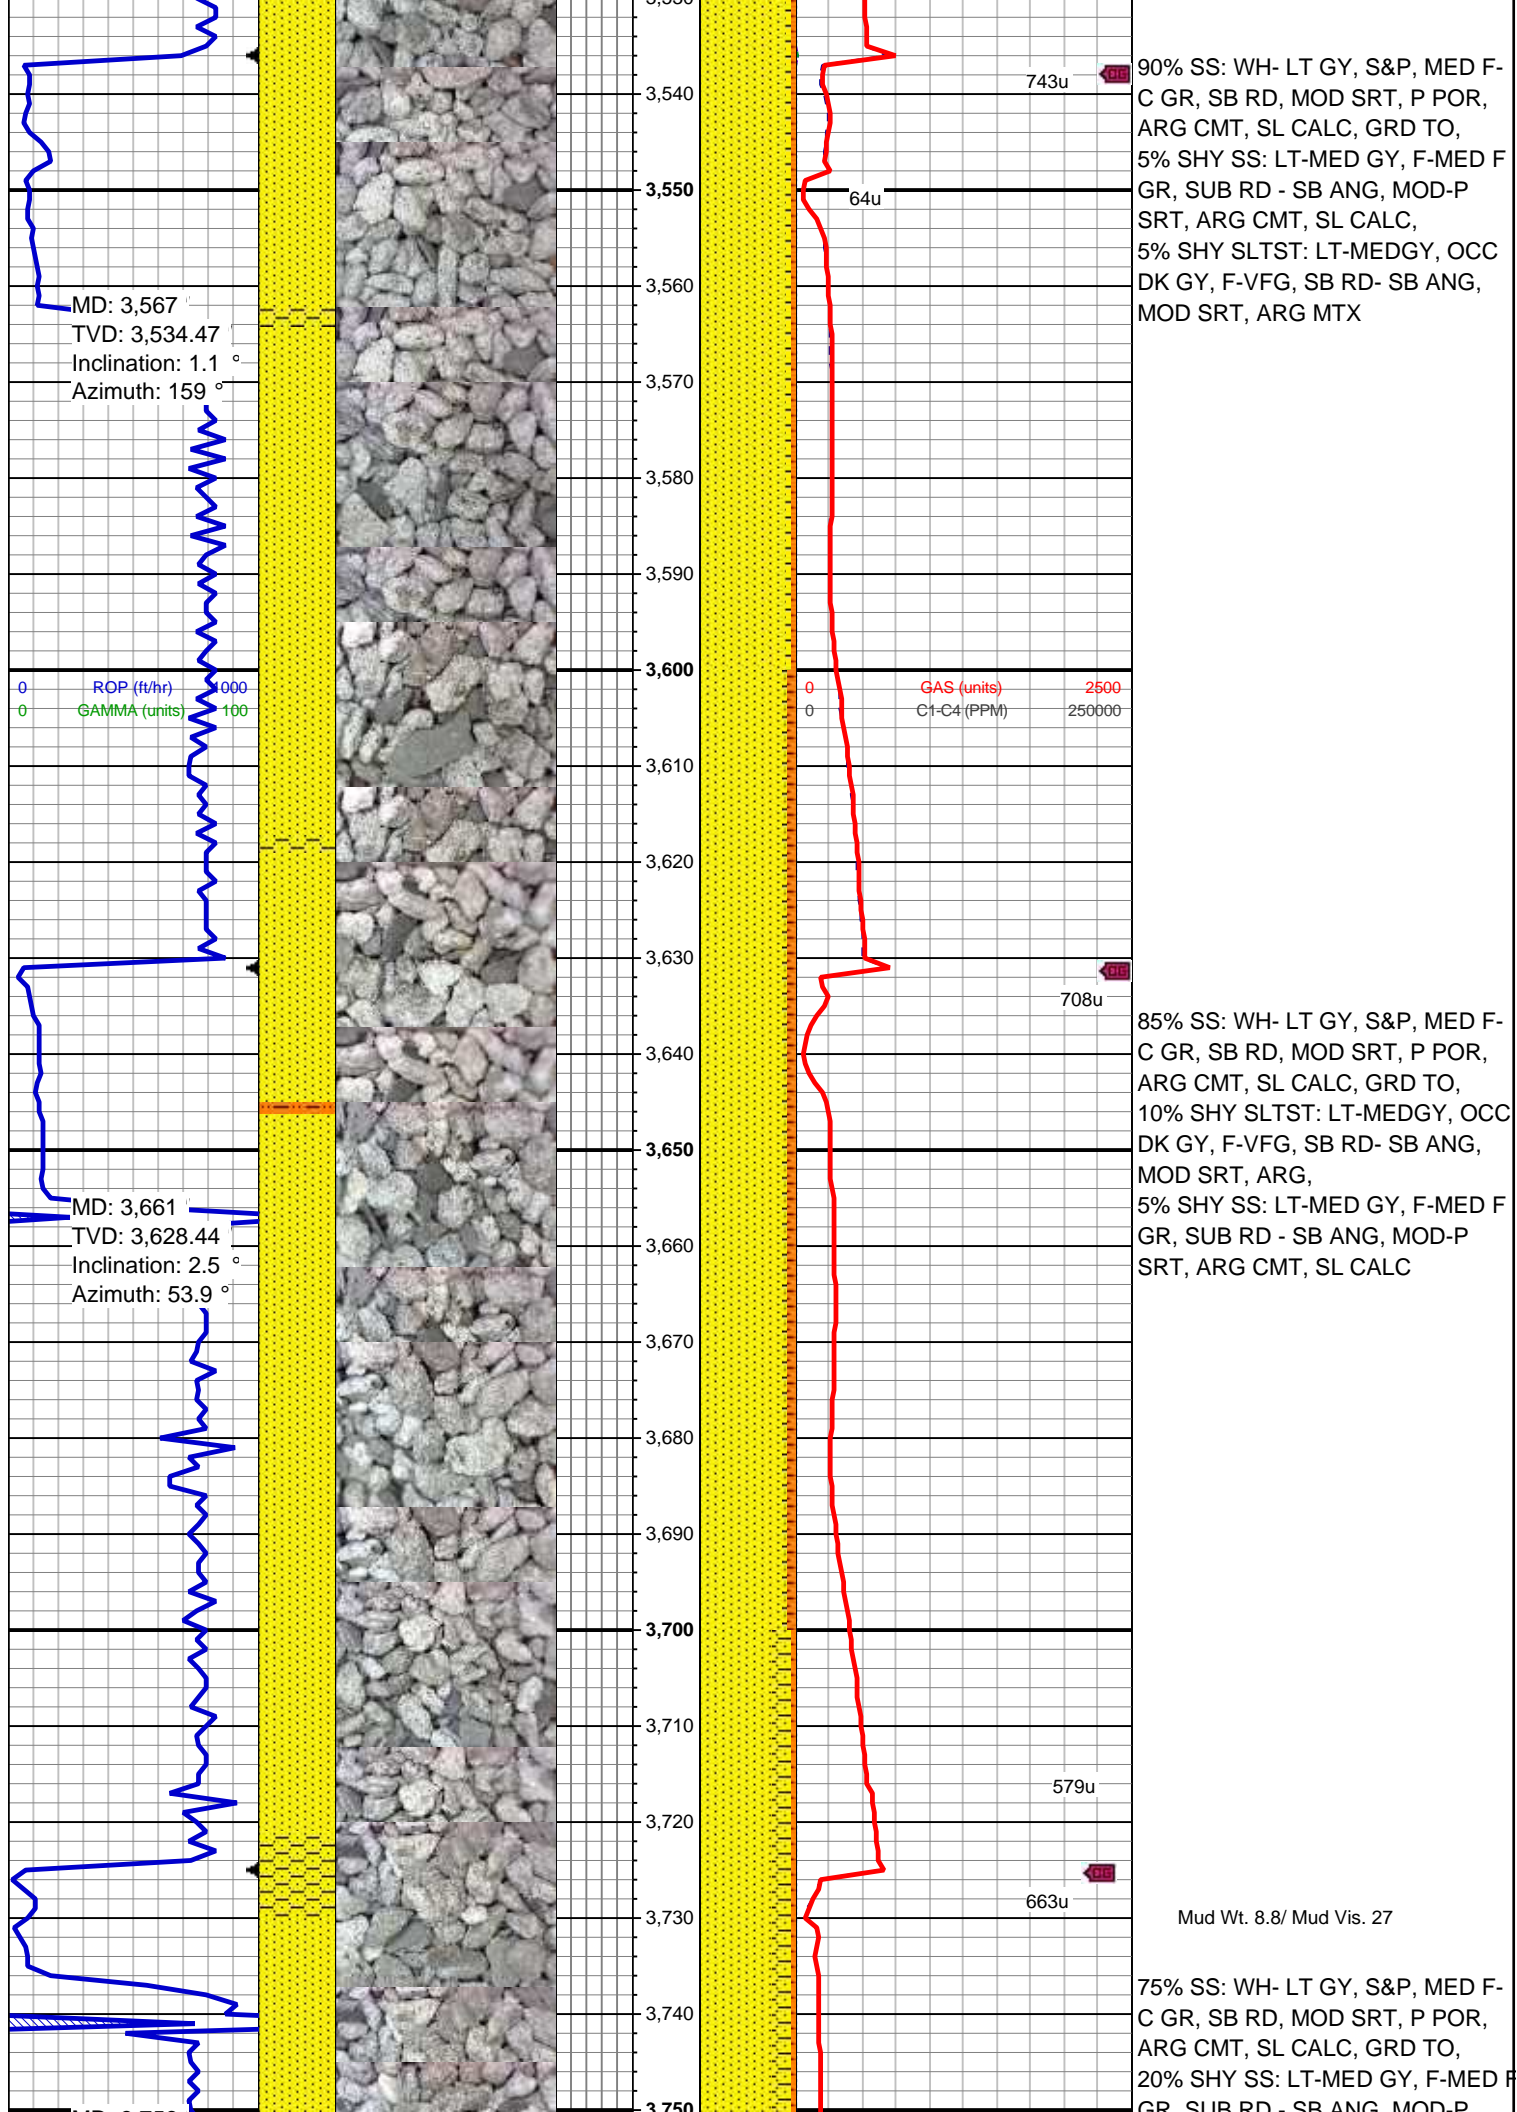 743u
90% SS: WH- LT GY, S&P, MED F-
C GR, SB RD, MOD SRT, P POR,
ARG CMT, SL CALC, GRD TO,
5% SHY SS: LT-MED GY, F-MED F
GR, SUB RD - SB ANG, MOD-P
SRT, ARG CMT, SL CALC,
5% SHY SLTST: LT-MEDGY, OCC
DK GY, F-VFG, SB RD- SB ANG,
MOD SRT, ARG MTX
CG
3,540
3,550
64u
3,560
MD: 3,567 '
TVD: 3,534.47 '
Inclination: 1.1 °
Azimuth: 159 °
3,570
3,580
3,590
3,600
0 ROP (ft/hr) 1000
0 GAMMA (units) 100
0 GAS (units) 2500
0 C1-C4 (PPM) 250000
3,610
3,620
3,630
CG
708u
85% SS: WH- LT GY, S&P, MED F-
C GR, SB RD, MOD SRT, P POR,
ARG CMT, SL CALC, GRD TO,
10% SHY SLTST: LT-MEDGY, OCC
DK GY, F-VFG, SB RD- SB ANG,
MOD SRT, ARG,
5% SHY SS: LT-MED GY, F-MED F
GR, SUB RD - SB ANG, MOD-P
SRT, ARG CMT, SL CALC
3,640
3,650
MD: 3,661 '
TVD: 3,628.44 '
Inclination: 2.5 °
Azimuth: 53.9 °
3,660
3,670
3,680
3,690
3,700
3,710
579u
3,720
CG
663u
3,730
Mud Wt. 8.8/ Mud Vis. 27
75% SS: WH- LT GY, S&P, MED F-
C GR, SB RD, MOD SRT, P POR,
ARG CMT, SL CALC, GRD TO,
20% SHY SS: LT-MED GY, F-MED F
GR, SUB RD - SB ANG, MOD-P
3,740
3,750